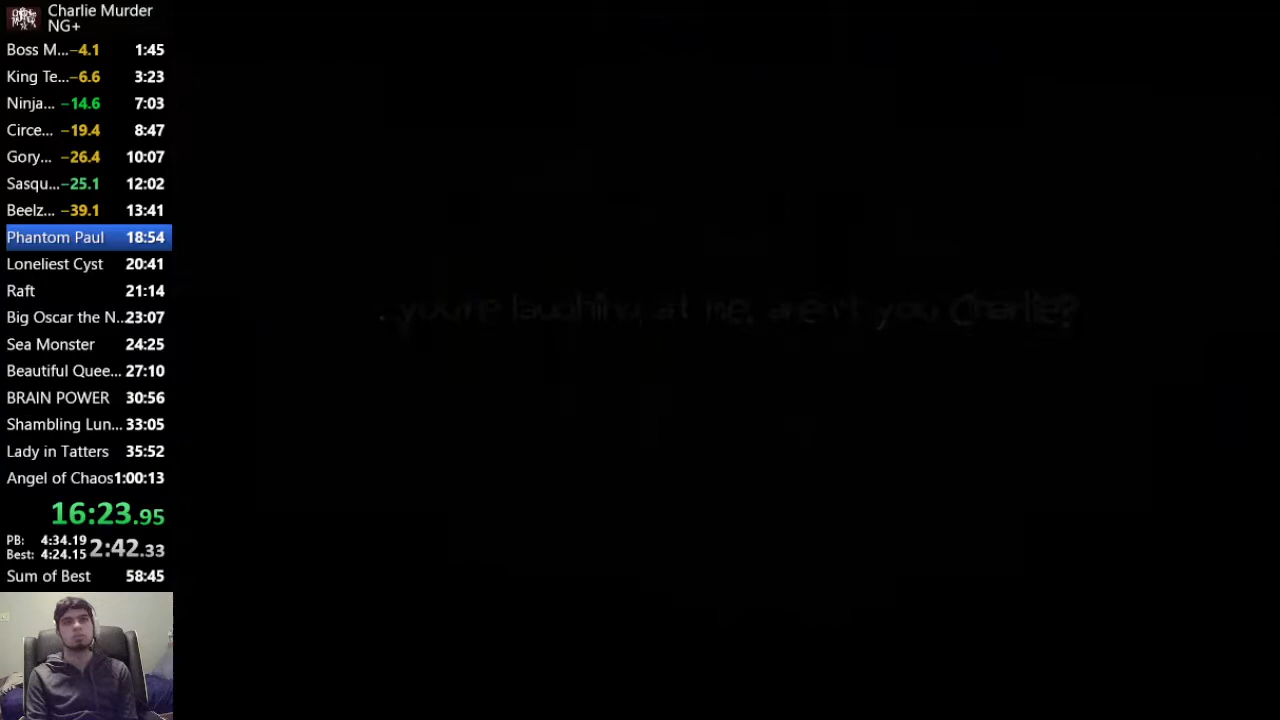 Charlie Murder
NG+
Boss M... −4.1 1:45
King Te... −6.6 3:23
Ninja... −14.6 7:03
Circe... −19.4 8:47
Gory... −26.4 10:07
Sasqu... −25.1 12:02
Beelz... −39.1 13:41
Phantom Paul 18:54
Loneliest Cyst 20:41
Raft 21:14
Big Oscar the N... 23:07
Sea Monster 24:25
Beautiful Quee... 27:10
BRAIN POWER 30:56
Shambling Lun... 33:05
Lady in Tatters 35:52
Angel of Chaos 1:00:13
16:23.95
PB: 4:34.19
Best: 4:24.15 2:42.33
Sum of Best 58:45
...you're laughing at me, aren't you Charlie?